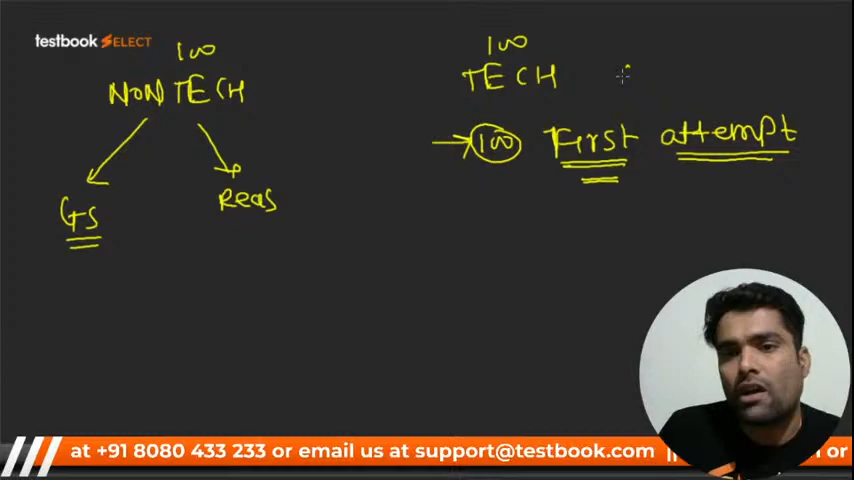 testbook SELECT
100
NON TECH
GS
Reas
100
TECH
→ 100 First attempt
at +91 8080 433 233 or email us at support@testbook.com || or